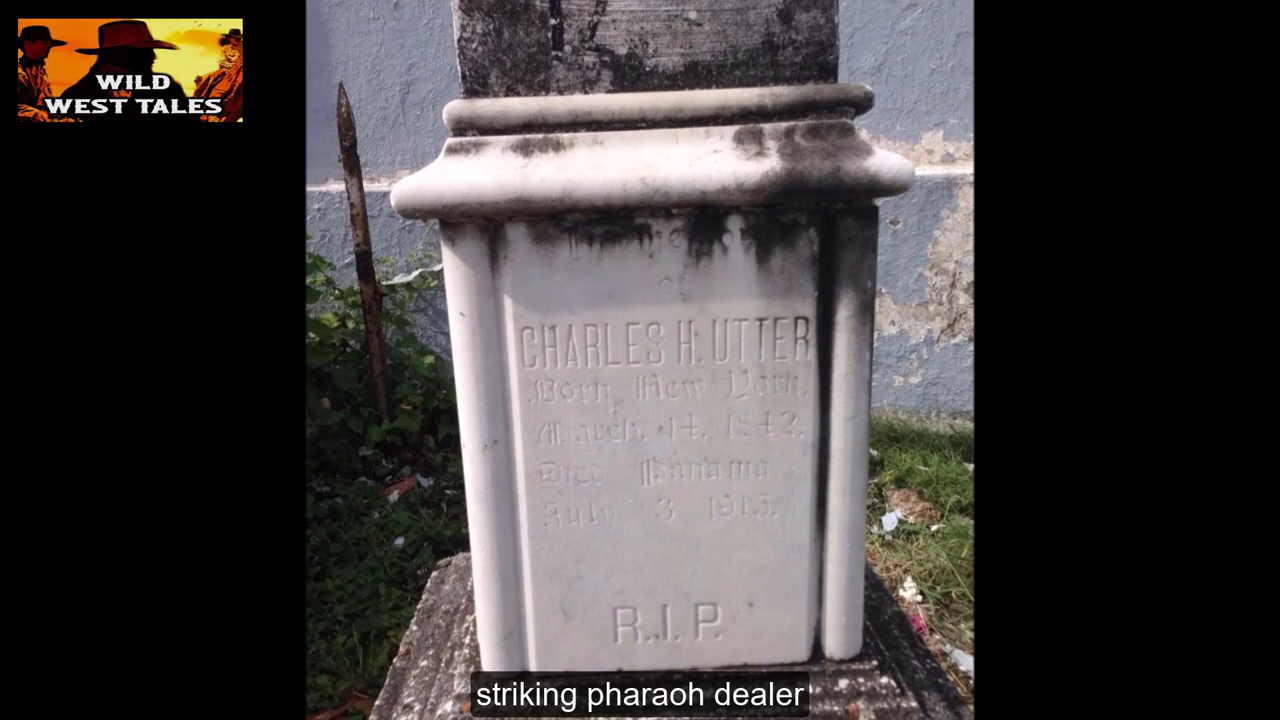 WILD
WEST TALES
of
CHARLES H. UTTER
Born New York.
March. 14. 1842.
Died Panama
July 3 1915.
R.I.P.
striking pharaoh dealer